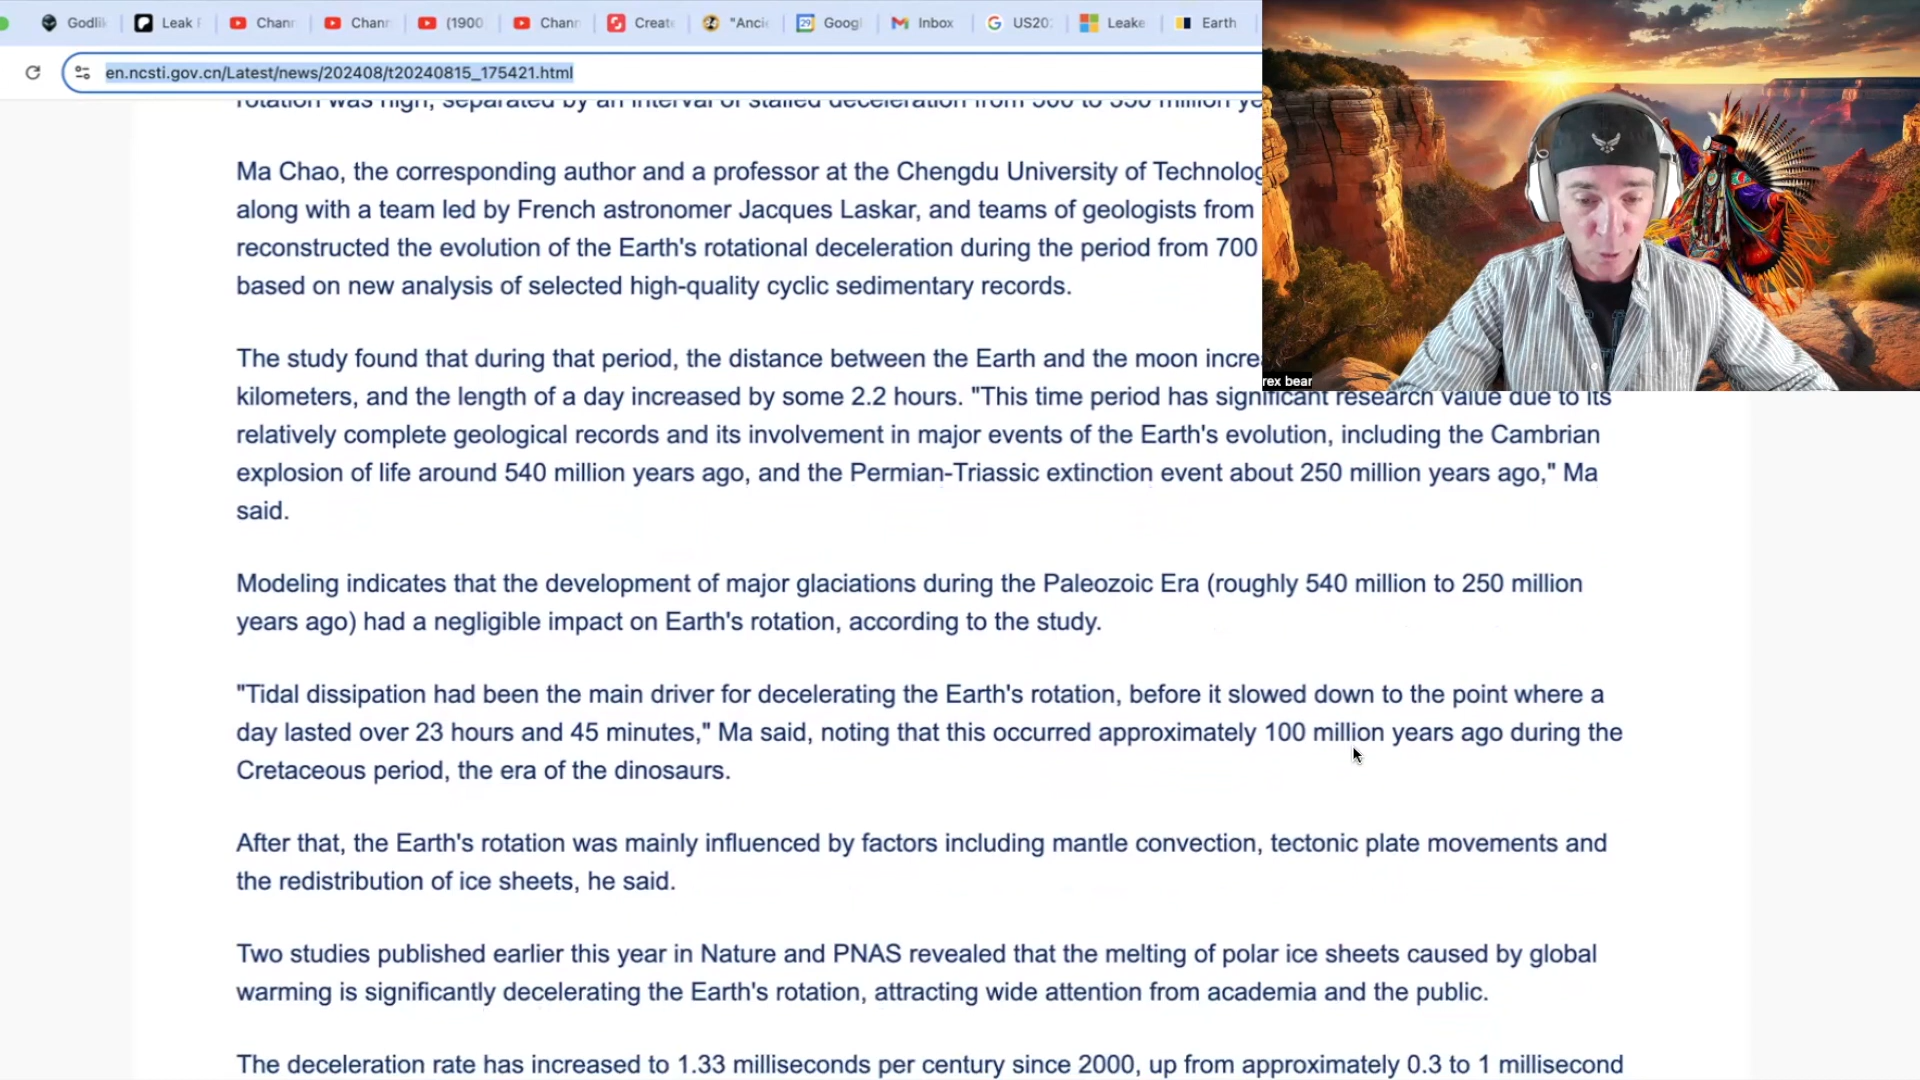 Godli
Leak F
Chann
Chann
(1900
Chann
Create
"Anci
29
Googl
Inbox
US20
Leake
Earth
en.ncsti.gov.cn/Latest/news/202408/t20240815_175421.html
rotation was high, separated by an interval of stalled deceleration from 500 to 350 million ye
Ma Chao, the corresponding author and a professor at the Chengdu University of Technolog
along with a team led by French astronomer Jacques Laskar, and teams of geologists from
reconstructed the evolution of the Earth's rotational deceleration during the period from 700
based on new analysis of selected high-quality cyclic sedimentary records.
The study found that during that period, the distance between the Earth and the moon incre
kilometers, and the length of a day increased by some 2.2 hours. "This time period has significant research value due to its
relatively complete geological records and its involvement in major events of the Earth's evolution, including the Cambrian
explosion of life around 540 million years ago, and the Permian-Triassic extinction event about 250 million years ago," Ma
said.
Modeling indicates that the development of major glaciations during the Paleozoic Era (roughly 540 million to 250 million
years ago) had a negligible impact on Earth's rotation, according to the study.
"Tidal dissipation had been the main driver for decelerating the Earth's rotation, before it slowed down to the point where a
day lasted over 23 hours and 45 minutes," Ma said, noting that this occurred approximately 100 million years ago during the
Cretaceous period, the era of the dinosaurs.
After that, the Earth's rotation was mainly influenced by factors including mantle convection, tectonic plate movements and
the redistribution of ice sheets, he said.
Two studies published earlier this year in Nature and PNAS revealed that the melting of polar ice sheets caused by global
warming is significantly decelerating the Earth's rotation, attracting wide attention from academia and the public.
The deceleration rate has increased to 1.33 milliseconds per century since 2000, up from approximately 0.3 to 1 millisecond
rex bear